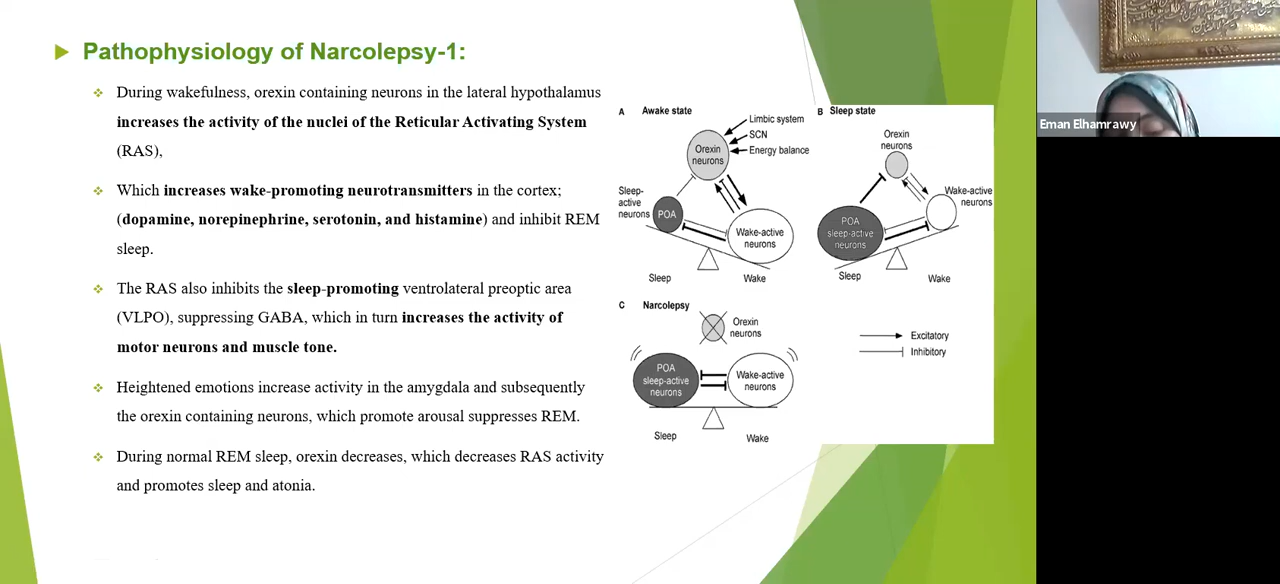 Pathophysiology of Narcolepsy-1:
During wakefulness, orexin containing neurons in the lateral hypothalamus
increases the activity of the nuclei of the Reticular Activating System
(RAS),
Which increases wake-promoting neurotransmitters in the cortex;
(dopamine, norepinephrine, serotonin, and histamine) and inhibit REM
sleep.
The RAS also inhibits the sleep-promoting ventrolateral preoptic area
(VLPO), suppressing GABA, which in turn increases the activity of
motor neurons and muscle tone.
Heightened emotions increase activity in the amygdala and subsequently
the orexin containing neurons, which promote arousal suppresses REM.
During normal REM sleep, orexin decreases, which decreases RAS activity
and promotes sleep and atonia.
A Awake state
Limbic system
SCN
Energy balance
Orexin
neurons
Sleep-
active
neurons
POA
Wake-active
neurons
Sleep
Wake
B Sleep state
Orexin
neurons
Wake-active
neurons
POA
sleep-active
neurons
Sleep
Wake
C Narcolepsy
Orexin
neurons
POA
sleep-active
neurons
Wake-active
neurons
Sleep
Wake
Excitatory
Inhibitory
Eman Elhamrawy